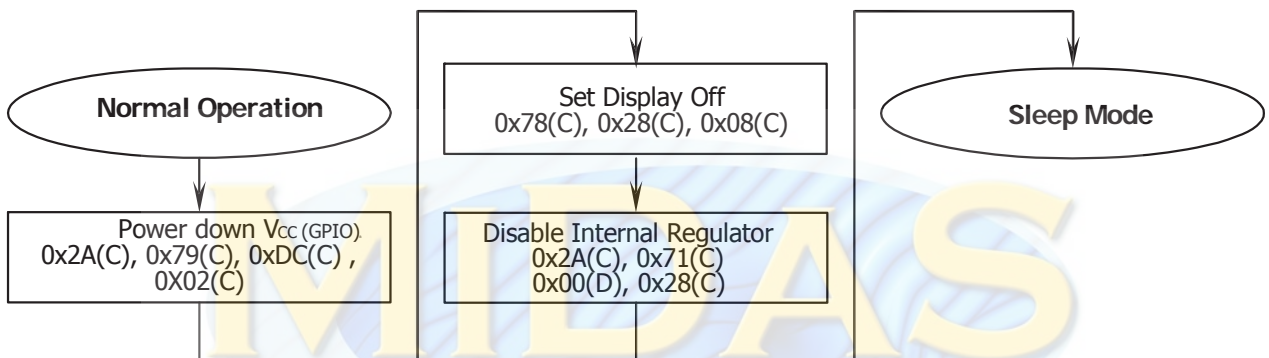 Normal Operation
Power down Vcc (GPIO).
0x2A(C), 0x79(C), 0xDC(C) ,
0X02(C)
Set Display Off
0x78(C), 0x28(C), 0x08(C)
Disable Internal Regulator
0x2A(C), 0x71(C)
0x00(D), 0x28(C)
Sleep Mode
MIDAS